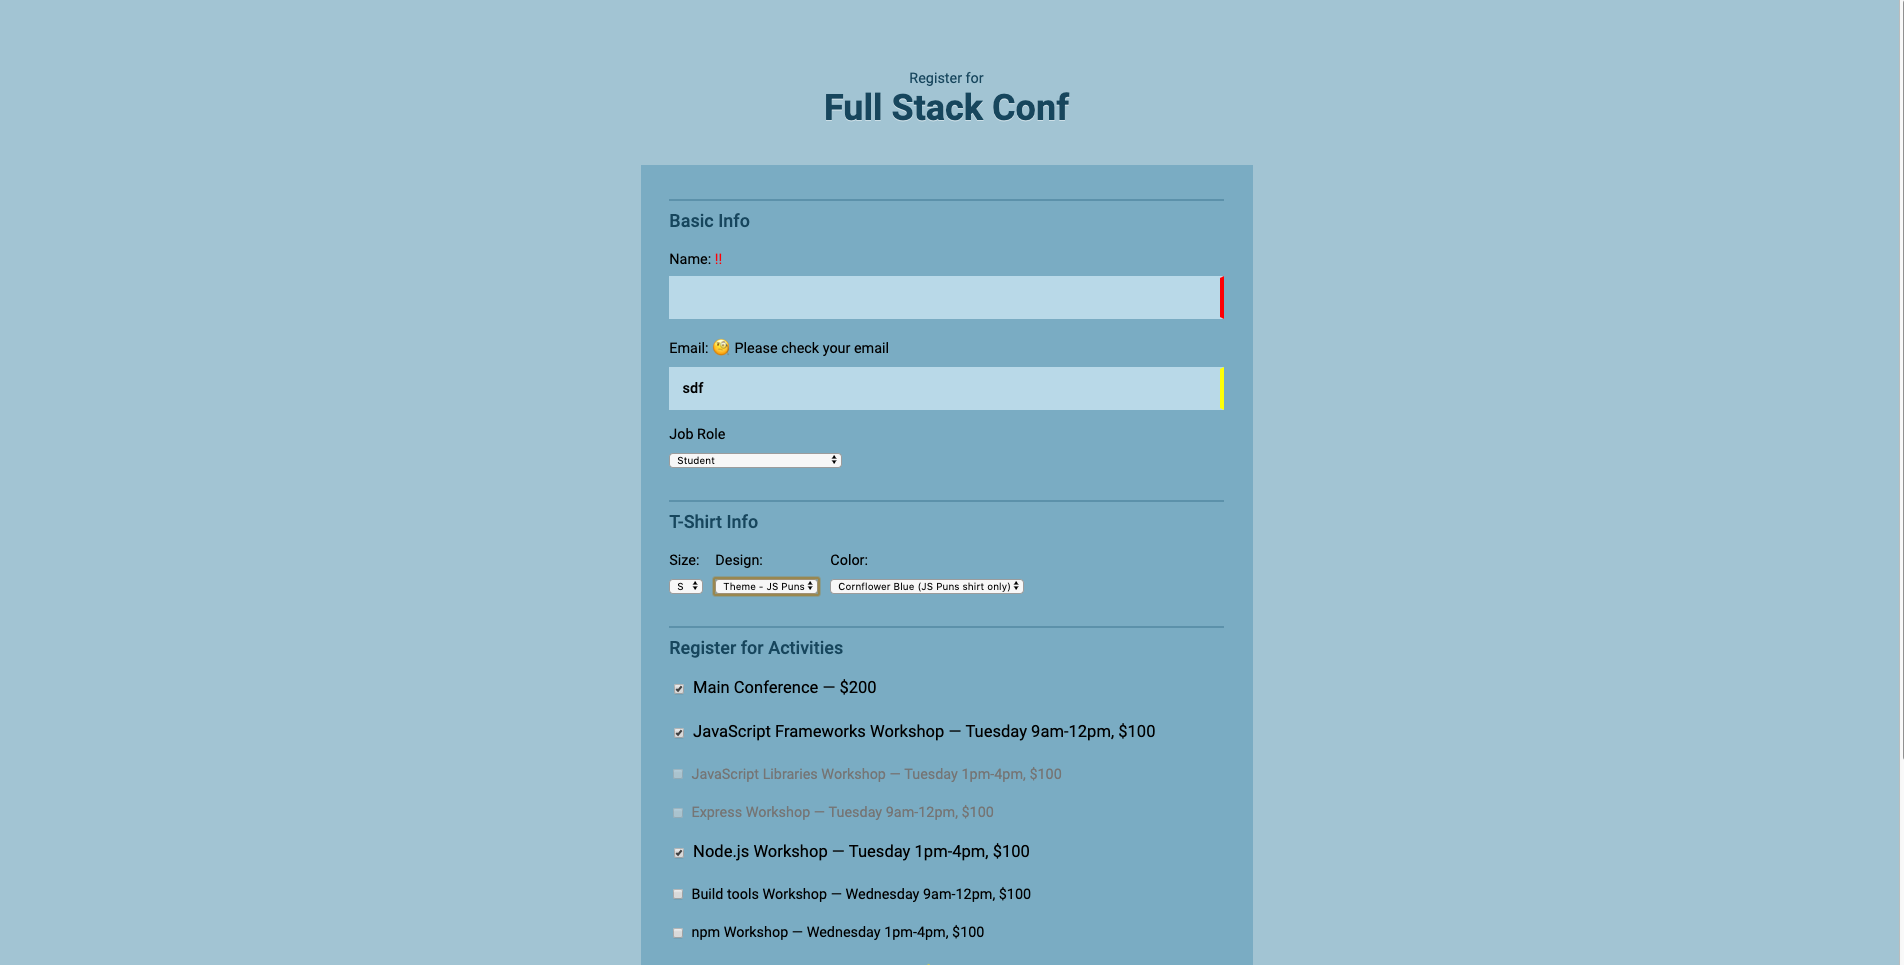 Register for
Full Stack Conf
Basic Info
Name: !!
Email: 🧐 Please check your email
sdf
Job Role
Student
T-Shirt Info
Size: Design: Color:
S Theme - JS Puns Cornflower Blue (JS Puns shirt only)
Register for Activities
Main Conference — $200
JavaScript Frameworks Workshop — Tuesday 9am-12pm, $100
JavaScript Libraries Workshop — Tuesday 1pm-4pm, $100
Express Workshop — Tuesday 9am-12pm, $100
Node.js Workshop — Tuesday 1pm-4pm, $100
Build tools Workshop — Wednesday 9am-12pm, $100
npm Workshop — Wednesday 1pm-4pm, $100